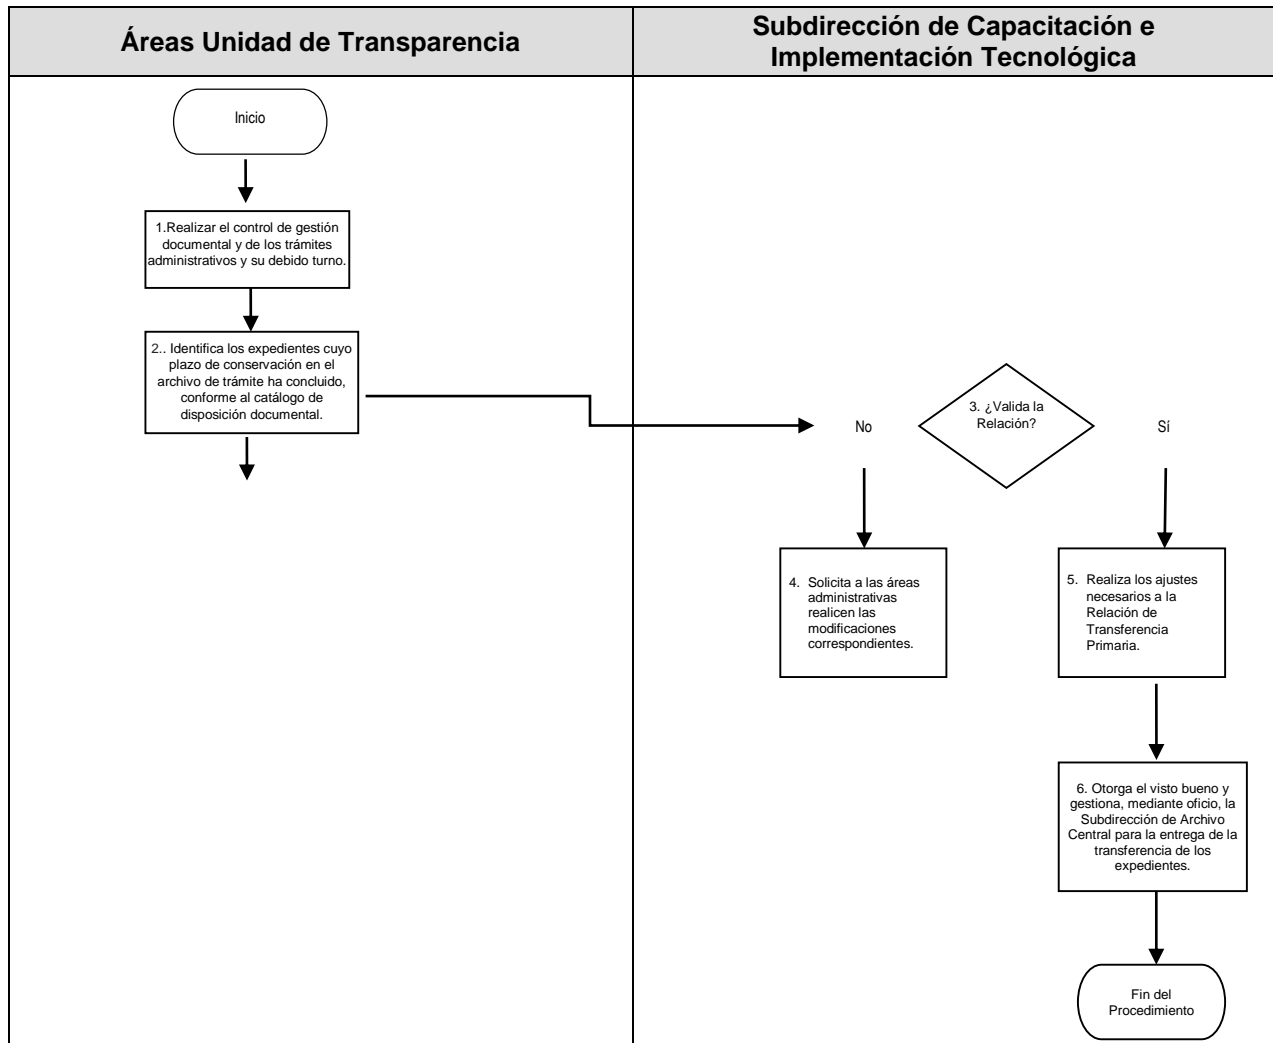 Áreas Unidad de Transparencia
Subdirección de Capacitación e
Implementación Tecnológica
Inicio
1.Realizar el control de gestión
documental y de los trámites
administrativos y su debido turno.
2.. Identifica los expedientes cuyo
plazo de conservación en el
archivo de trámite ha concluido,
conforme al catálogo de
disposición documental.
3. ¿Valida la
Relación?
No
Sí
4. Solicita a las áreas
administrativas
realicen las
modificaciones
correspondientes.
5. Realiza los ajustes
necesarios a la
Relación de
Transferencia
Primaria.
6. Otorga el visto bueno y
gestiona, mediante oficio, la
Subdirección de Archivo
Central para la entrega de la
transferencia de los
expedientes.
Fin del
Procedimiento